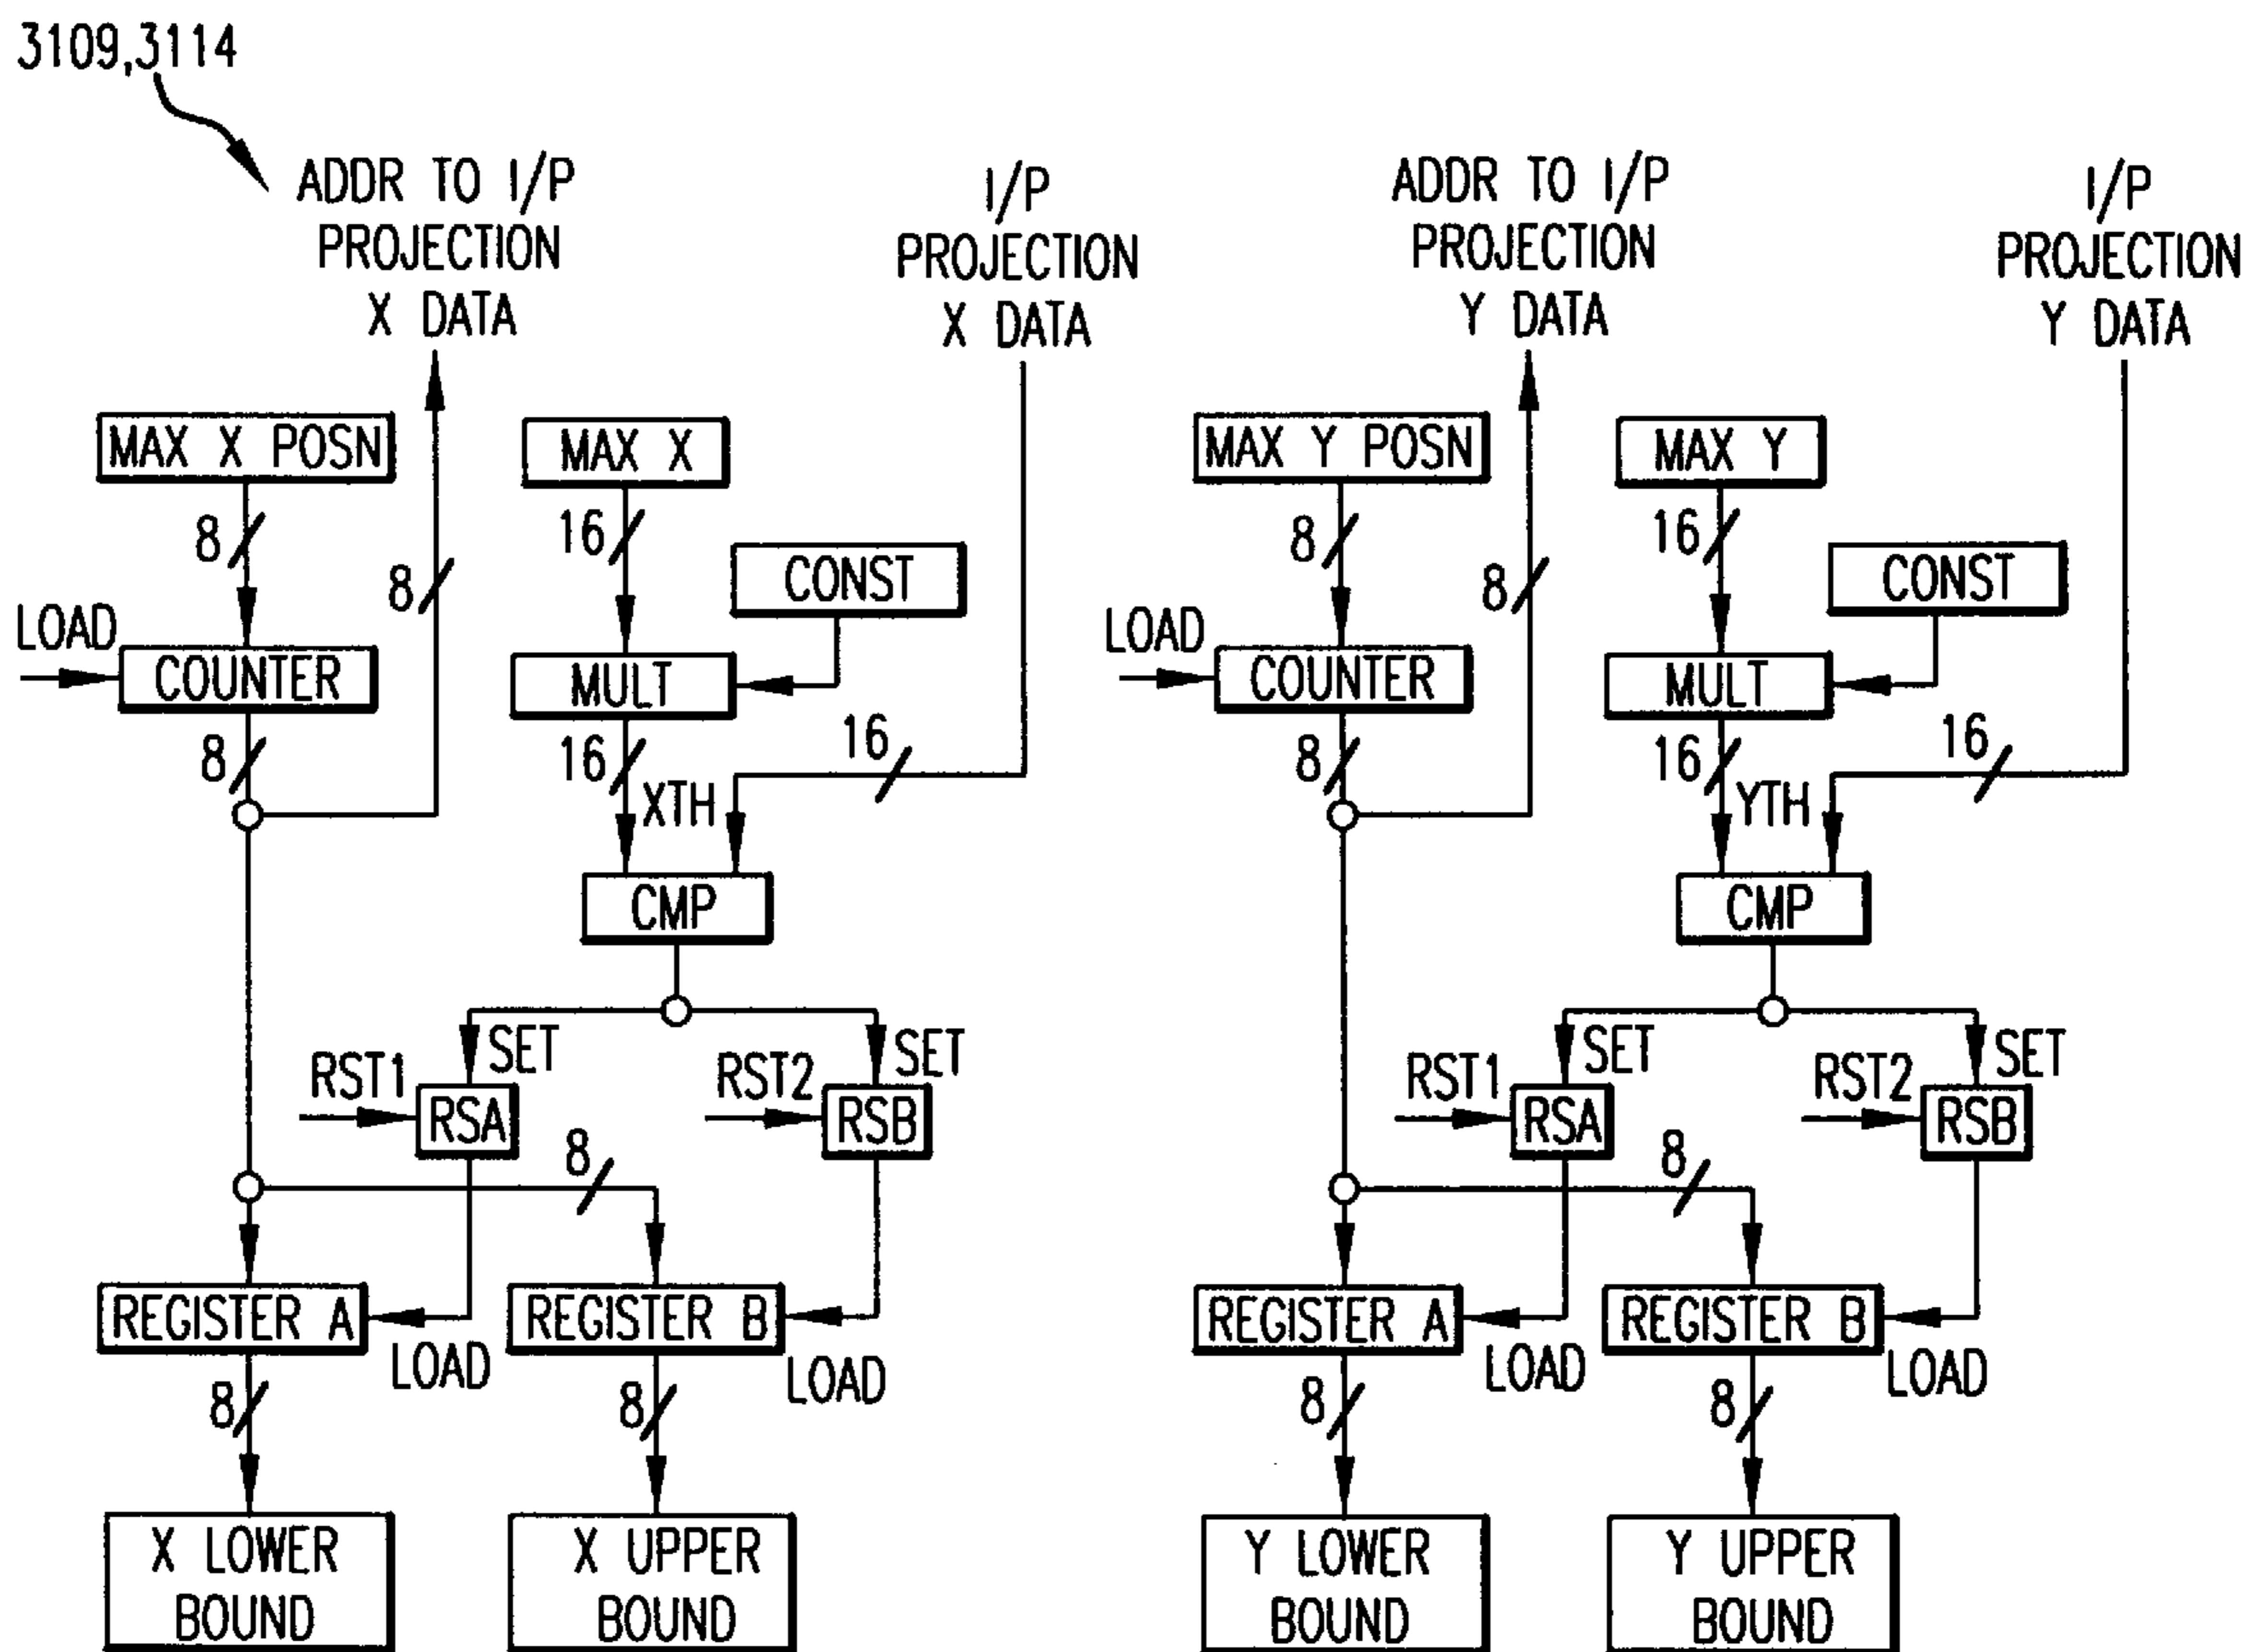 3109,3114
ADDR TO I/P
PROJECTION
X DATA
I/P
PROJECTION
X DATA
MAX X POSN
MAX X
8
16
8
CONST
LOAD
COUNTER
MULT
8
16
16
XTH
CMP
SET
SET
RST1
RSA
RST2
RSB
8
REGISTER A
REGISTER B
LOAD
LOAD
8
8
X LOWER
BOUND
X UPPER
BOUND
ADDR TO I/P
PROJECTION
Y DATA
I/P
PROJECTION
Y DATA
MAX Y POSN
MAX Y
8
16
8
CONST
LOAD
COUNTER
MULT
8
16
16
YTH
CMP
SET
SET
RST1
RSA
RST2
RSB
8
REGISTER A
REGISTER B
LOAD
LOAD
8
8
Y LOWER
BOUND
Y UPPER
BOUND